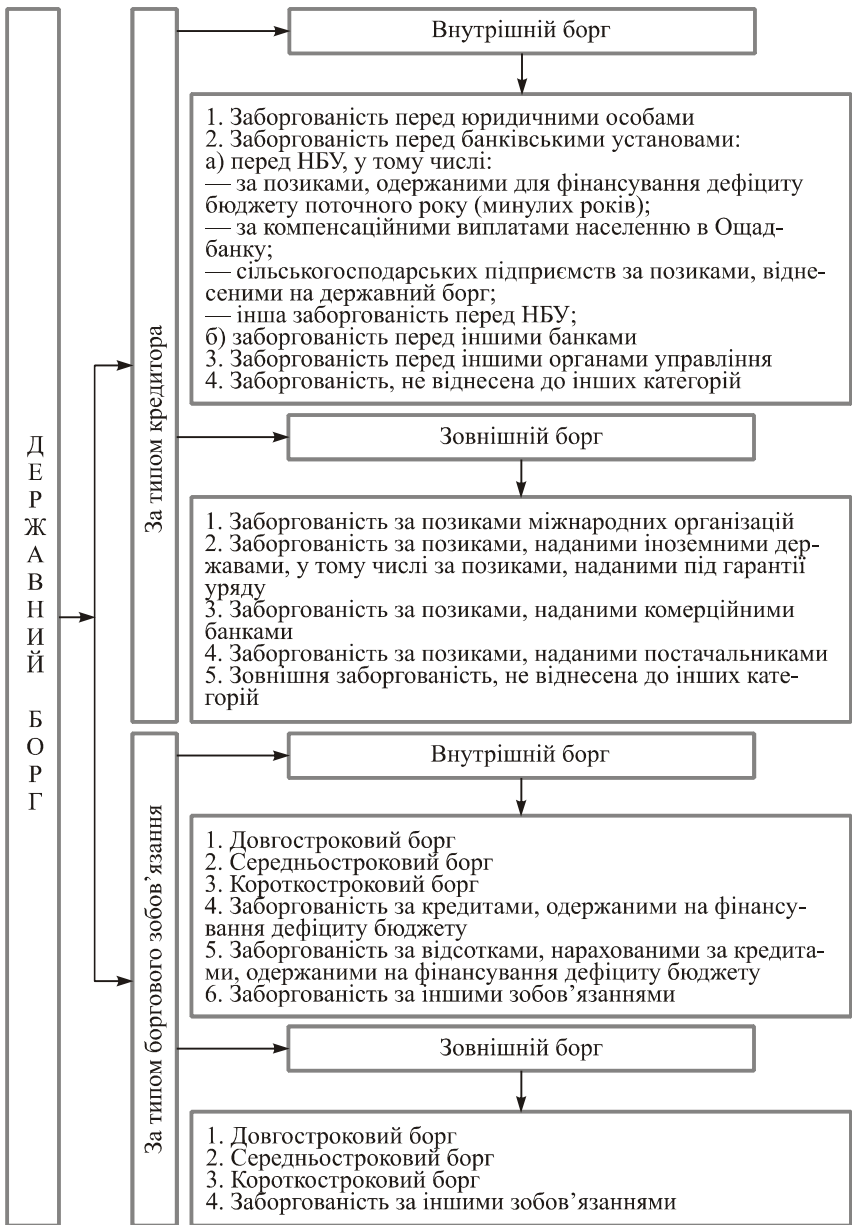 ДЕРЖАВНИЙ БОРГ
За типом кредитора
Внутрішній борг
1. Заборгованість перед юридичними особами
2. Заборгованість перед банківськими установами:
а) перед НБУ, у тому числі:
— за позиками, одержаними для фінансування дефіциту
бюджету поточного року (минулих років);
— за компенсаційними виплатами населенню в Ощад-
банку;
— сільськогосподарських підприємств за позиками, відне-
сеними на державний борг;
— інша заборгованість перед НБУ;
б) заборгованість перед іншими банками
3. Заборгованість перед іншими органами управління
4. Заборгованість, не віднесена до інших категорій
Зовнішній борг
1. Заборгованість за позиками міжнародних організацій
2. Заборгованість за позиками, наданими іноземними дер-
жавами, у тому числі за позиками, наданими під гарантії
уряду
3. Заборгованість за позиками, наданими комерційними
банками
4. Заборгованість за позиками, наданими постачальниками
5. Зовнішня заборгованість, не віднесена до інших кате-
горій
За типом боргового зобов’язання
Внутрішній борг
1. Довгостроковий борг
2. Середньостроковий борг
3. Короткостроковий борг
4. Заборгованість за кредитами, одержаними на фінансу-
вання дефіциту бюджету
5. Заборгованість за відсотками, нарахованими за кредита-
ми, одержаними на фінансування дефіциту бюджету
6. Заборгованість за іншими зобов’язаннями
Зовнішній борг
1. Довгостроковий борг
2. Середньостроковий борг
3. Короткостроковий борг
4. Заборгованість за іншими зобов’язаннями